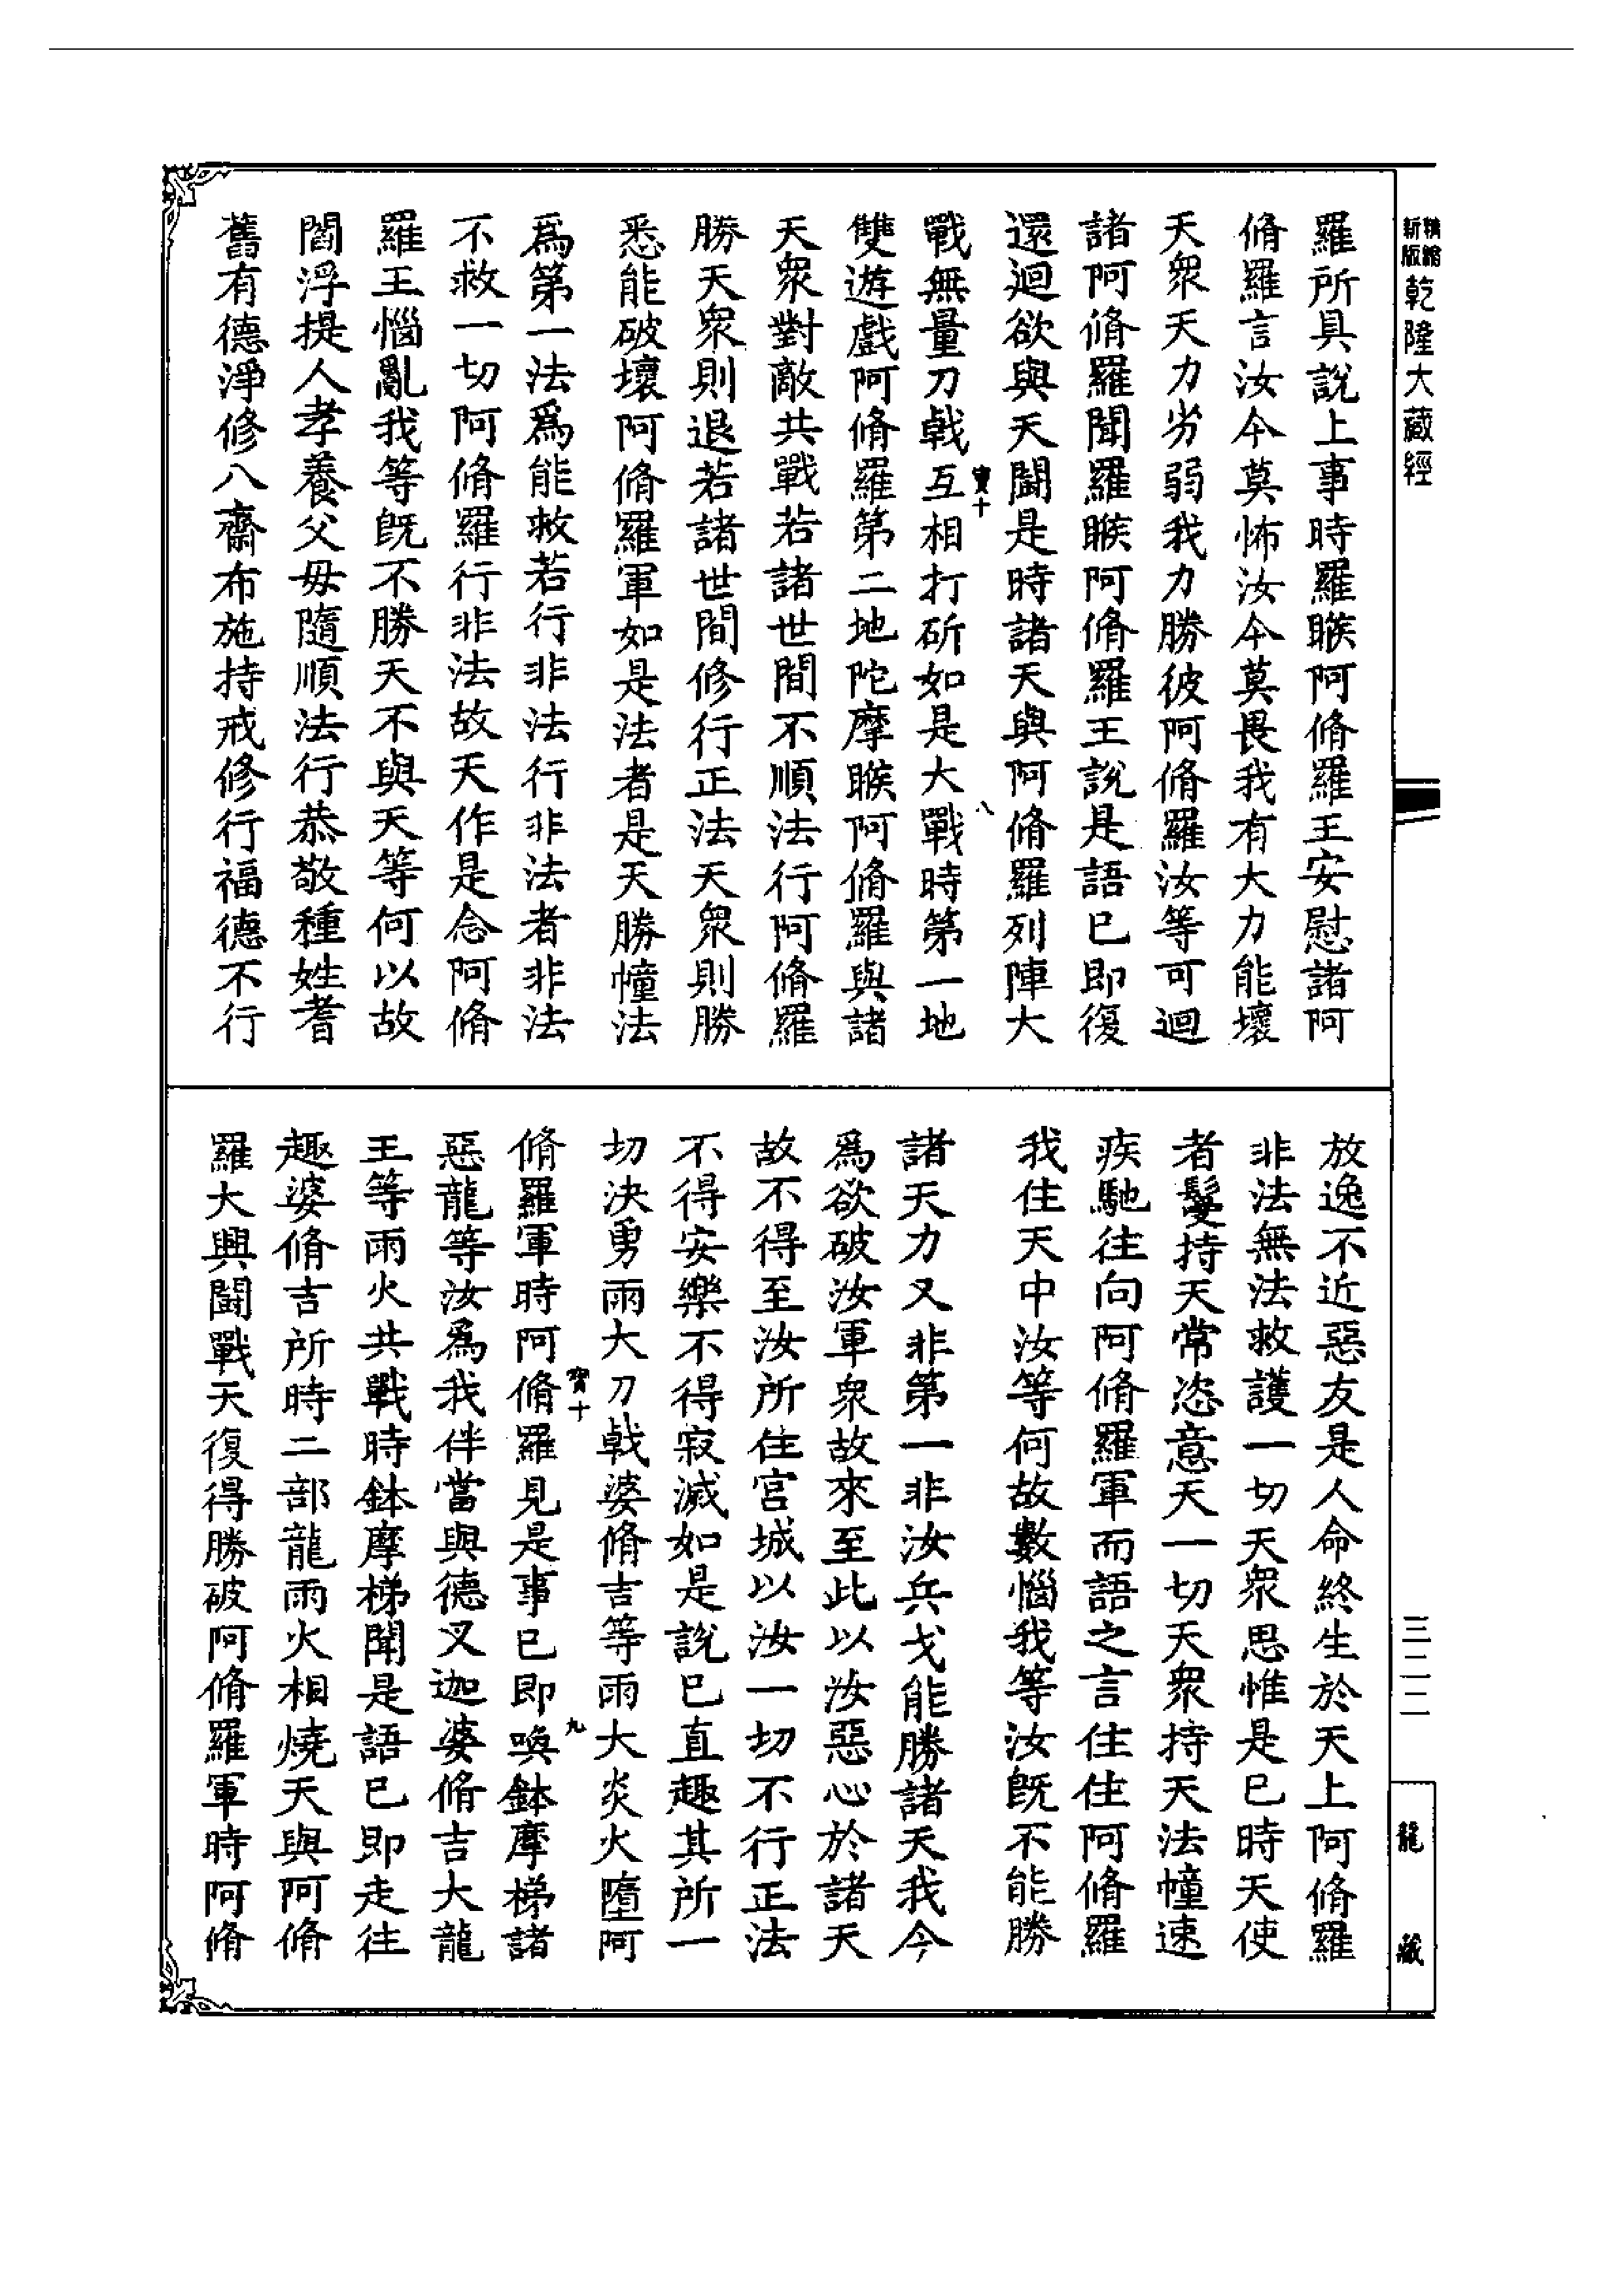 精縮新版乾隆大藏經
羅所具說上事時羅睺阿脩羅王安慰諸阿
脩羅言汝今莫怖汝今莫畏我有大力能壞
天衆天力劣弱我力勝彼阿脩羅汝等可迴
諸阿脩羅聞羅睺阿脩羅王說是語已即復
還迴欲與天鬪是時諸天與阿脩羅列陣大
寶十 八
戰無量刀戟互相打斫如是大戰時第一地
雙遊戲阿脩羅第二地陀摩睺阿脩羅與諸
天衆對敵共戰若諸世間不順法行阿脩羅
勝天衆則退若諸世間修行正法天衆則勝
悉能破壞阿脩羅軍如是法者是天勝幢法
爲第一法爲能救若行非法行非法者非法
不救一切阿脩羅行非法故天作是念阿脩
羅王惱亂我等既不勝天不與天等何以故
閻浮提人孝養父母隨順法行恭敬種姓耆
舊有德淨修八齋布施持戒修行福德不行
放逸不近惡友是人命終生於天上阿脩羅
非法無法救護一切天衆思惟是已時天使
者髮持天常恣意天一切天衆持天法幢速
疾馳往向阿脩羅軍而語之言住住阿脩羅
我住天中汝等何故數惱我等汝既不能勝
諸天力又非第一非汝兵戈能勝諸天我今
爲欲破汝軍衆故來至此以汝惡心於諸天
故不得至汝所住宮城以汝一切不行正法
不得安樂不得寂滅如是說已直趣其所一
切決勇雨大刀戟婆脩吉等雨大炎火墮阿
寶十 九
脩羅軍時阿脩羅見是事已即喚鉢摩梯諸
惡龍等汝爲我伴當與德叉迦婆脩吉大龍
王等雨火共戰時鉢摩梯聞是語已即走往
趣婆脩吉所時二部龍雨火相燒天與阿脩
羅大興鬪戰天復得勝破阿脩羅軍時阿脩
三二二
龍藏